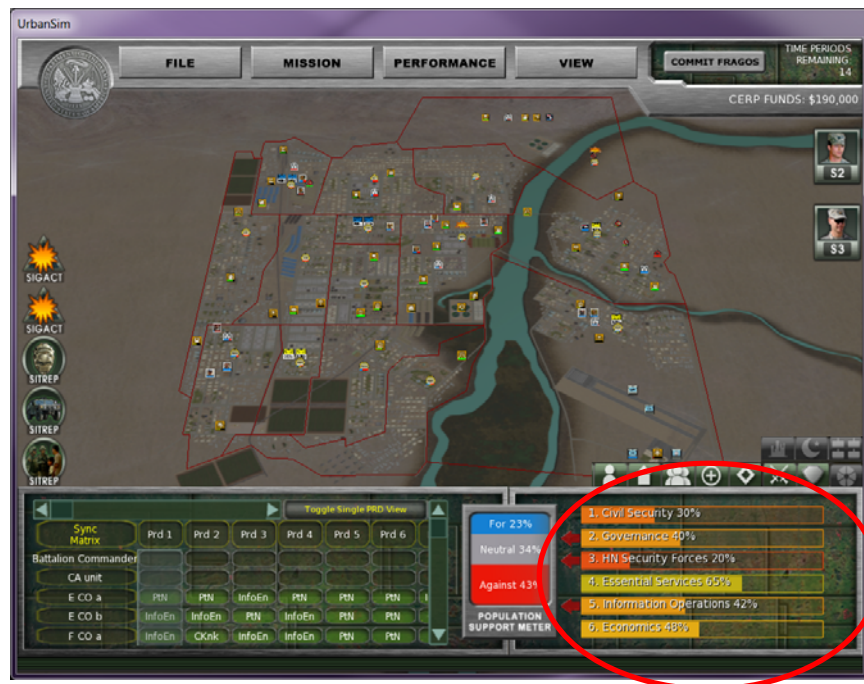 UrbanSim
FILE
MISSION
PERFORMANCE
VIEW
COMMIT FRAGOS
TIME PERIODS
REMAINING:
14
CERP FUNDS: $190,000
S2
S3
SIGACT
SIGACT
SITREP
SITREP
SITREP
Toggle Single PRD View
Sync
Matrix
Prd 1 Prd 2 Prd 3 Prd 4 Prd 5 Prd 6
Battalion Commander
CA unit
E CO a PtN PtN InfoEn PtN PtN PtN I
E CO b InfoEn InfoEn PtN InfoEn PtN PtN
F CO a InfoEn CKnk InfoEn InfoEn PtN PtN
For 23%
Neutral 34%
Against 43%
POPULATION
SUPPORT METER
1. Civil Security 30%
2. Governance 40%
3. HN Security Forces 20%
4. Essential Services 65%
5. Information Operations 42%
6. Economics 48%